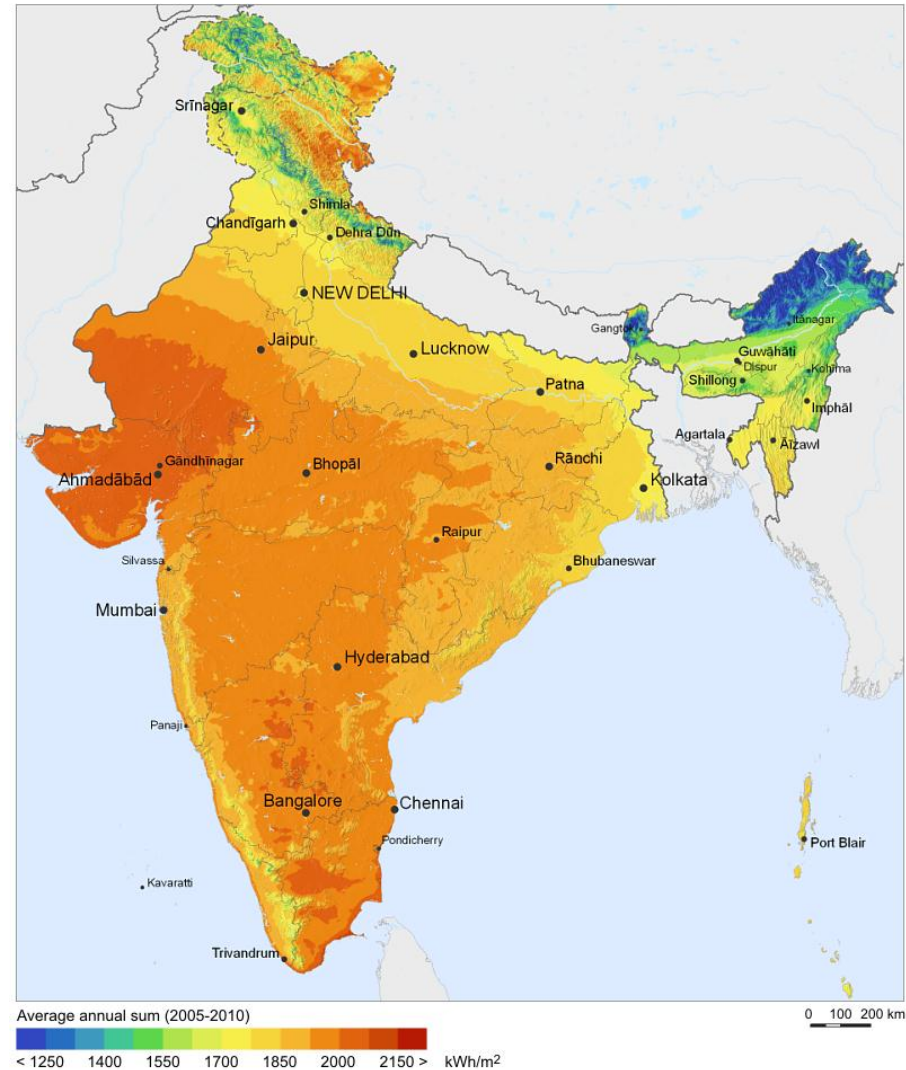 Srīnagar
Shimla
Chandīgarh
Dehra Dūn
NEW DELHI
Jaipur
Lucknow
Gangtok
Itānagar
Guwāhāti
Dispur
Shillong
Kohīma
Patna
Imphāl
Agartala
Āīzawl
Gāndhīnagar
Ahmadābād
Bhopāl
Rānchi
Kolkata
Raipur
Silvassa
Bhubaneswar
Mumbai
Hyderabad
Panaji
Bangalore
Chennai
Pondicherry
Port Blair
Kavaratti
Trivandrum
Average annual sum (2005-2010)
0 100 200 km
< 1250 1400 1550 1700 1850 2000 2150 > kWh/m²